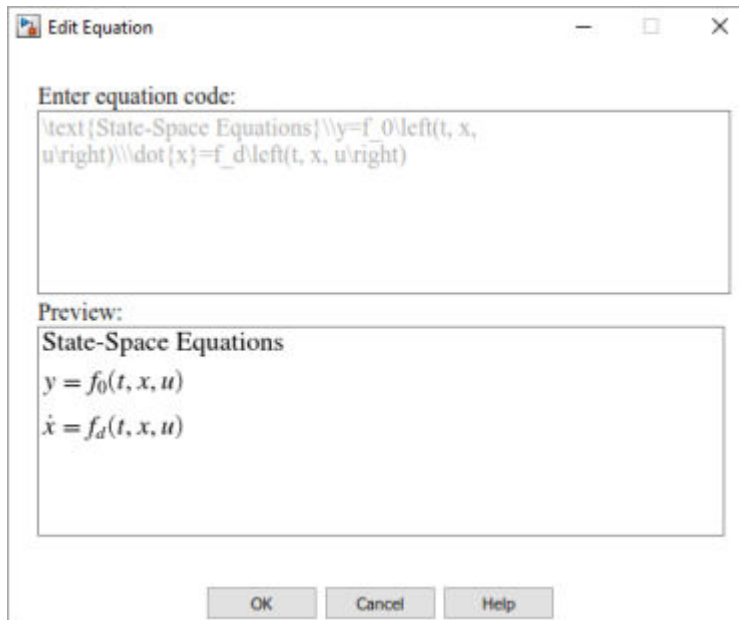 Edit Equation
Enter equation code:
\text{State-Space Equations}\\y=f_0\left(t, x,
u\right)\\\dot{x}=f_d\left(t, x, u\right)
Preview:
State-Space Equations
y = f₀(t, x, u)
ẋ = f_d(t, x, u)
OK Cancel Help